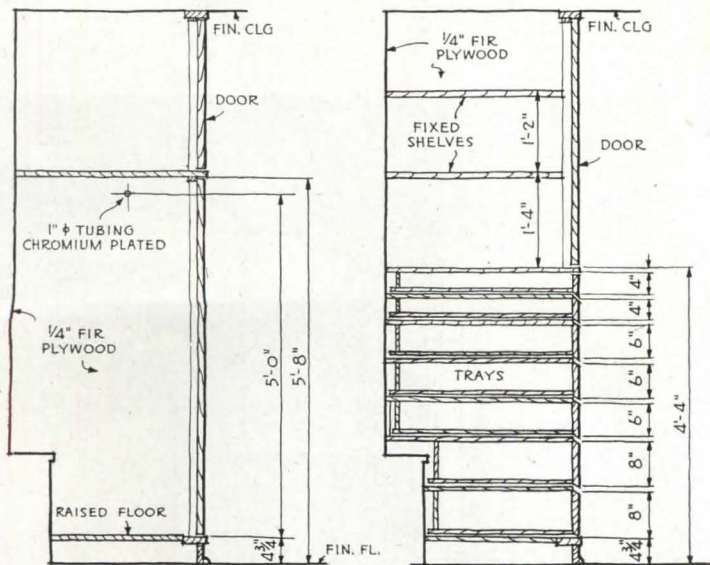 FIN. CLG
DOOR
1" ϕ TUBING
CHROMIUM PLATED
1/4" FIR
PLYWOOD
5'-0"
5'-8"
RAISED FLOOR
4 3/4"
FIN. FL.
FIN. CLG
1/4" FIR
PLYWOOD
FIXED
SHELVES
1'-2"
DOOR
1'-4"
4"
4"
6"
TRAYS
6"
6"
4'-4"
8"
8"
4 3/4"